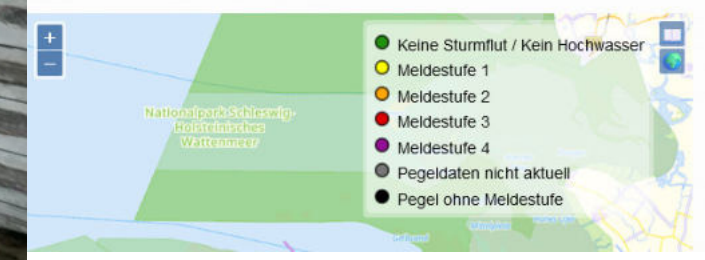 +
−
Keine Sturmflut / Kein Hochwasser
Meldestufe 1
Meldestufe 2
Meldestufe 3
Meldestufe 4
Pegeldaten nicht aktuell
Pegel ohne Meldestufe
Nationalpark Schleswig-
Holsteinisches
Wattenmeer